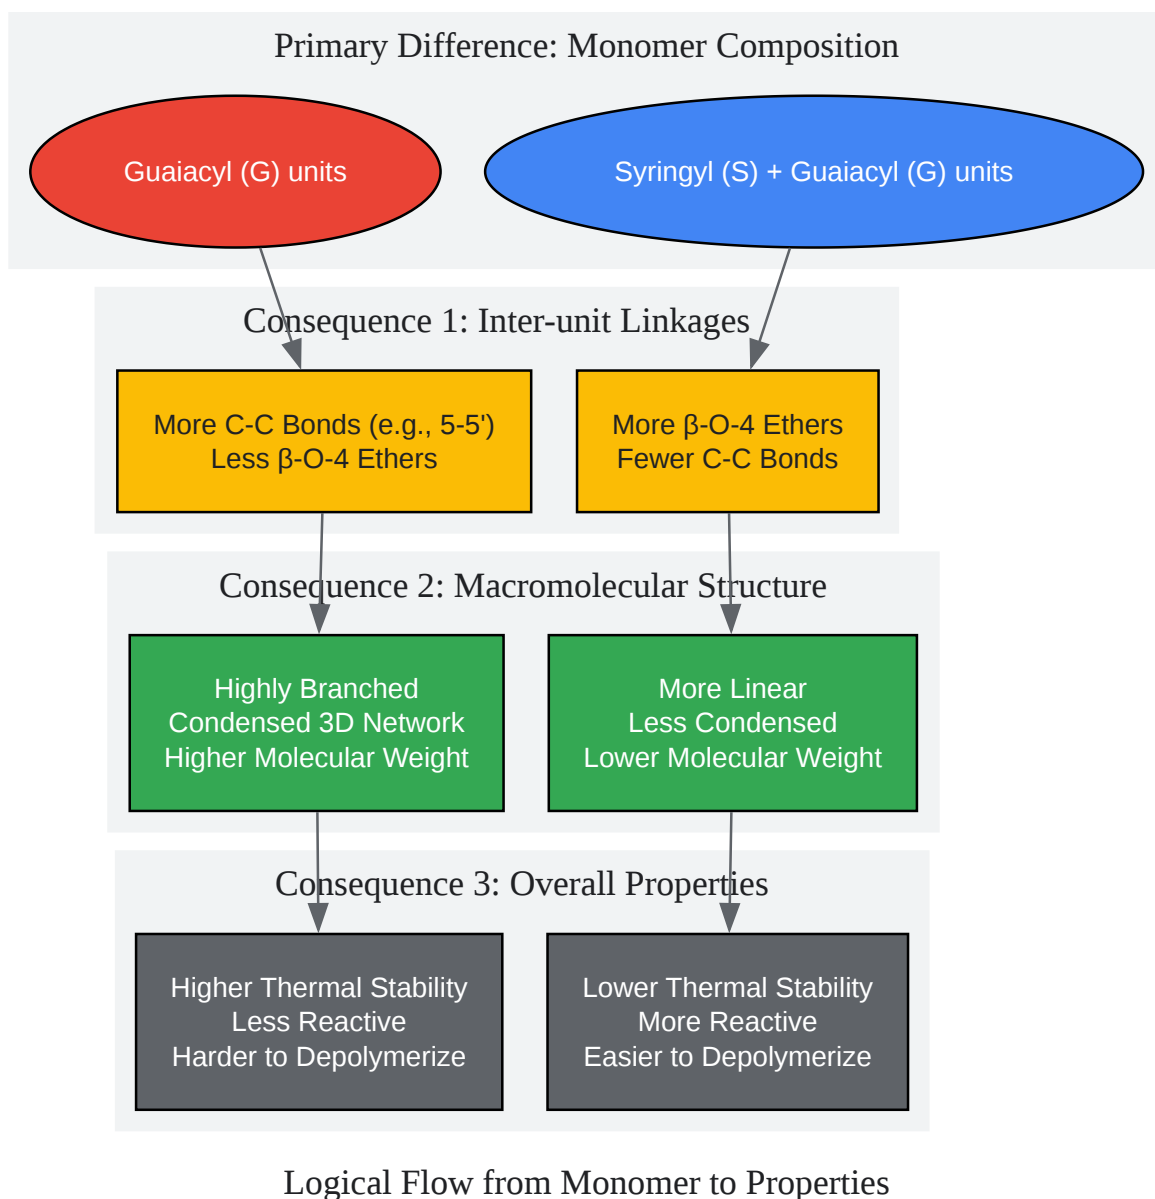 Primary Difference: Monomer Composition
Guaiacyl (G) units
Syringyl (S) + Guaiacyl (G) units
Consequence 1: Inter-unit Linkages
More C-C Bonds (e.g., 5-5')
Less β-O-4 Ethers
More β-O-4 Ethers
Fewer C-C Bonds
Consequence 2: Macromolecular Structure
Highly Branched
Condensed 3D Network
Higher Molecular Weight
More Linear
Less Condensed
Lower Molecular Weight
Consequence 3: Overall Properties
Higher Thermal Stability
Less Reactive
Harder to Depolymerize
Lower Thermal Stability
More Reactive
Easier to Depolymerize
Logical Flow from Monomer to Properties